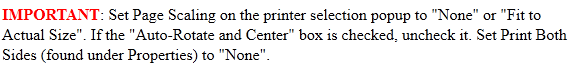 IMPORTANT: Set Page Scaling on the printer selection popup to "None" or "Fit to
Actual Size". If the "Auto-Rotate and Center" box is checked, uncheck it. Set Print Both
Sides (found under Properties) to "None".